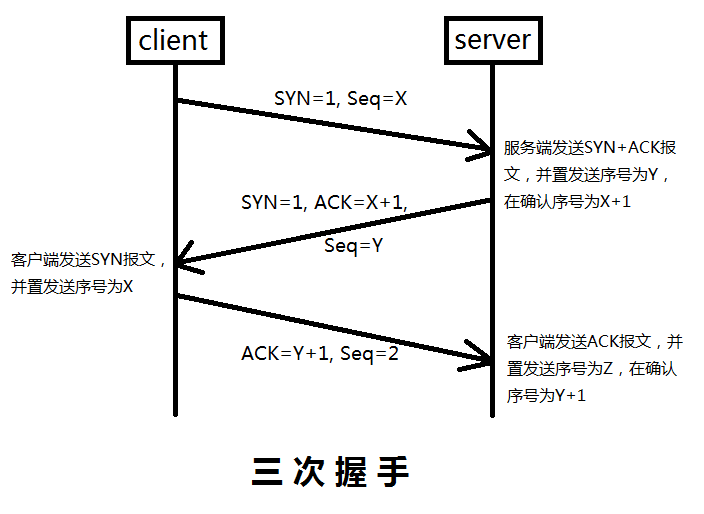 client
server
SYN=1, Seq=X
服务端发送SYN+ACK报
文，并置发送序号为Y，
在确认序号为X+1
SYN=1, ACK=X+1,
Seq=Y
客户端发送SYN报文，
并置发送序号为X
客户端发送ACK报文，并
置发送序号为Z，在确认
序号为Y+1
ACK=Y+1, Seq=2
三次握手